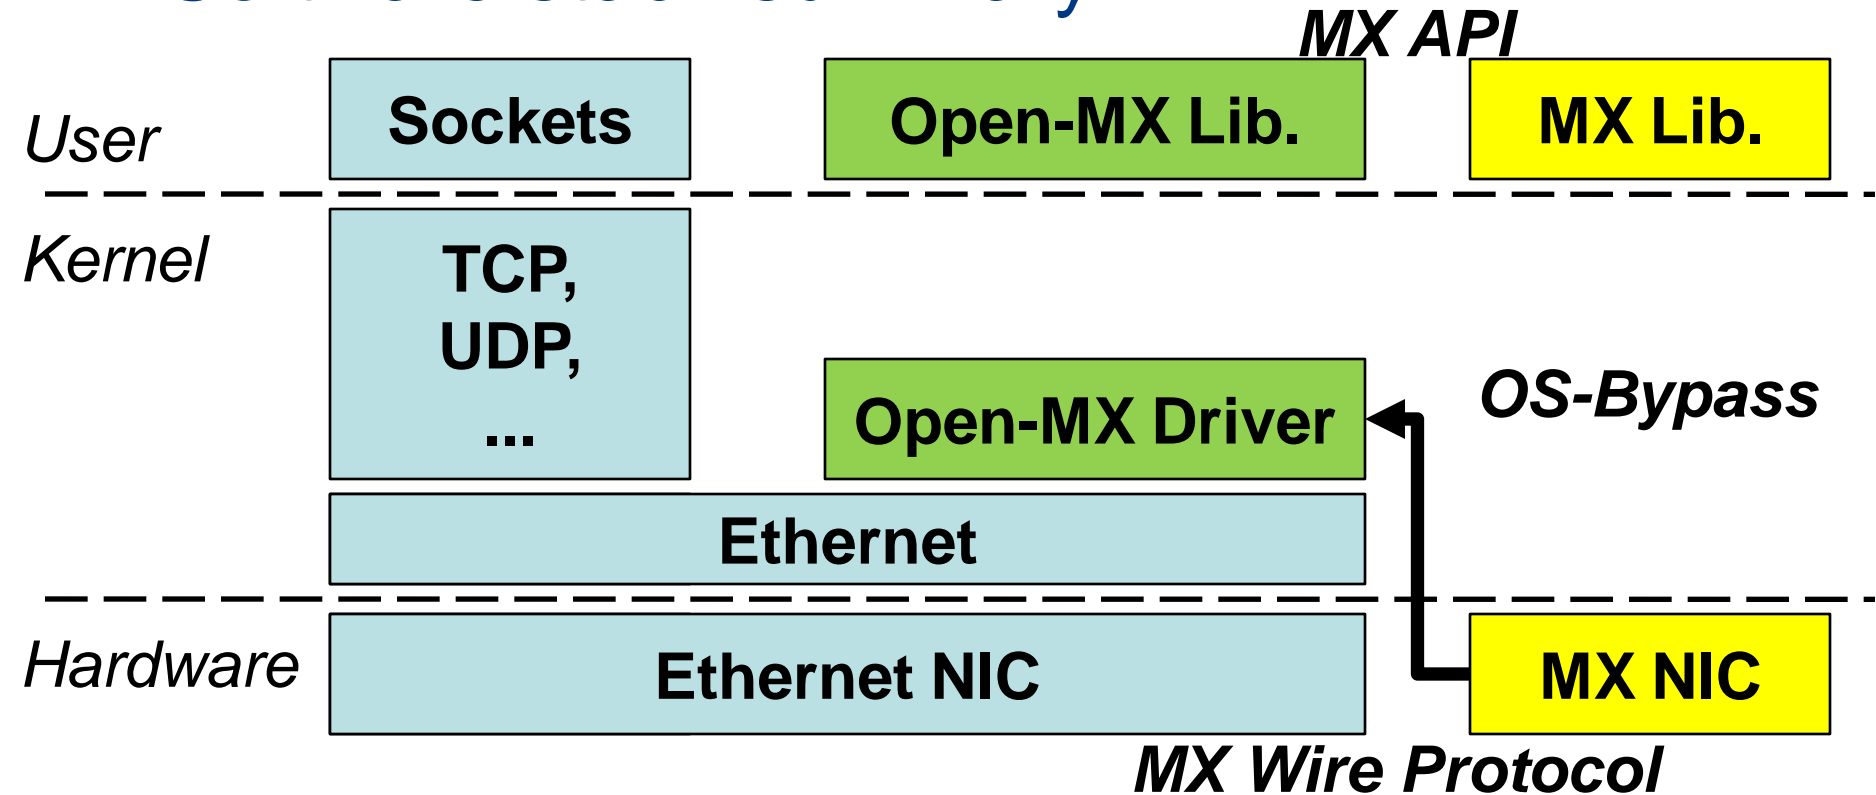 MX API
User
Sockets
Open-MX Lib.
MX Lib.
Kernel
TCP,
UDP,
...
Open-MX Driver
OS-Bypass
Ethernet
Hardware
Ethernet NIC
MX NIC
MX Wire Protocol